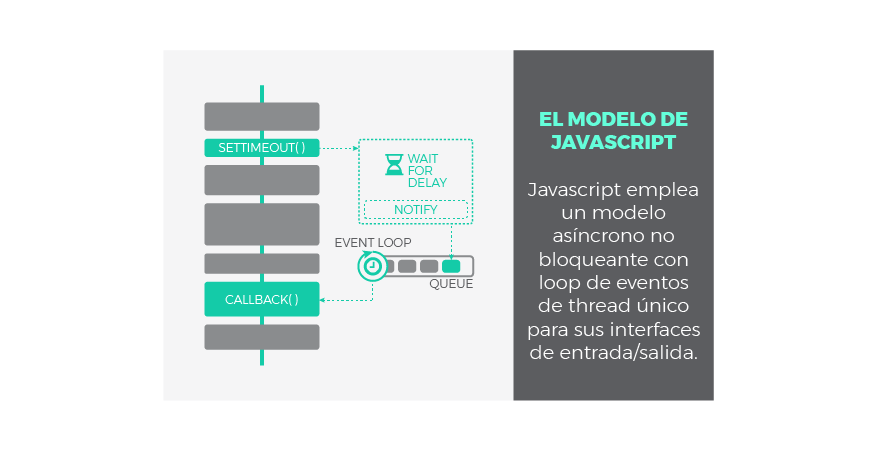 SETTIMEOUT( )
WAIT
FOR
DELAY
NOTIFY
EVENT LOOP
QUEUE
CALLBACK( )
EL MODELO DE
JAVASCRIPT
Javascript emplea
un modelo
asíncrono no
bloqueante con
loop de eventos
de thread único
para sus interfaces
de entrada/salida.